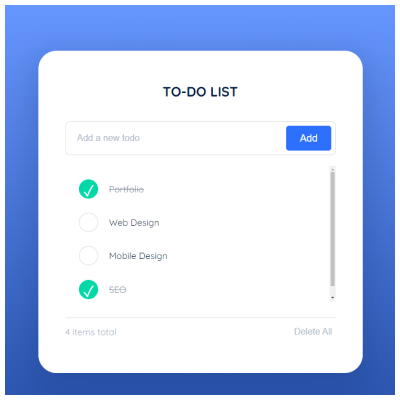 TO-DO LIST
Add a new todo Add
Portfolio
Web Design
Mobile Design
SEO
4 items total Delete All